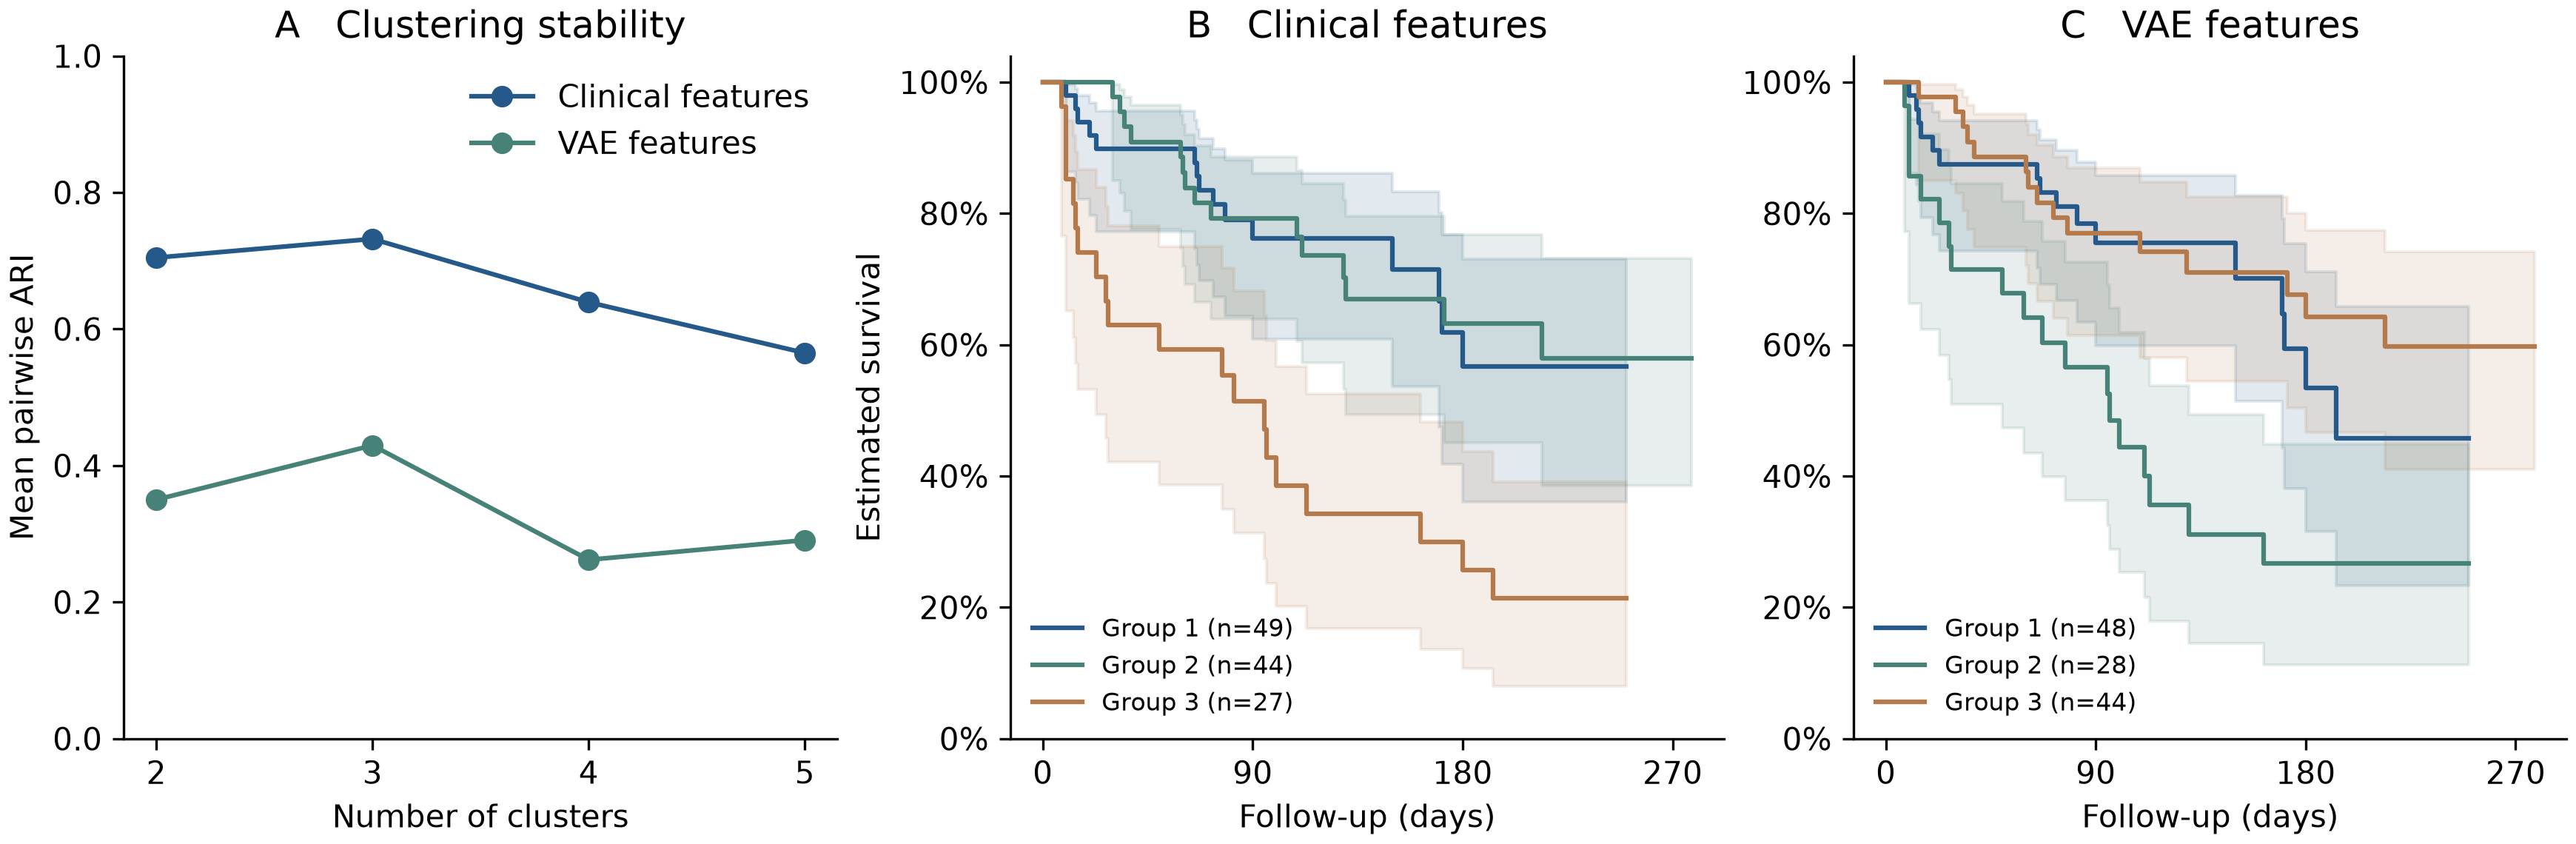 A   Clustering stability
Mean pairwise ARI
1.0
0.8
0.6
0.4
0.2
0.0
Clinical features
VAE features
2
3
4
5
Number of clusters
B   Clinical features
Estimated survival
100%
80%
60%
40%
20%
0%
Group 1 (n=49)
Group 2 (n=44)
Group 3 (n=27)
0
90
180
270
Follow-up (days)
C   VAE features
100%
80%
60%
40%
20%
0%
Group 1 (n=48)
Group 2 (n=28)
Group 3 (n=44)
0
90
180
270
Follow-up (days)